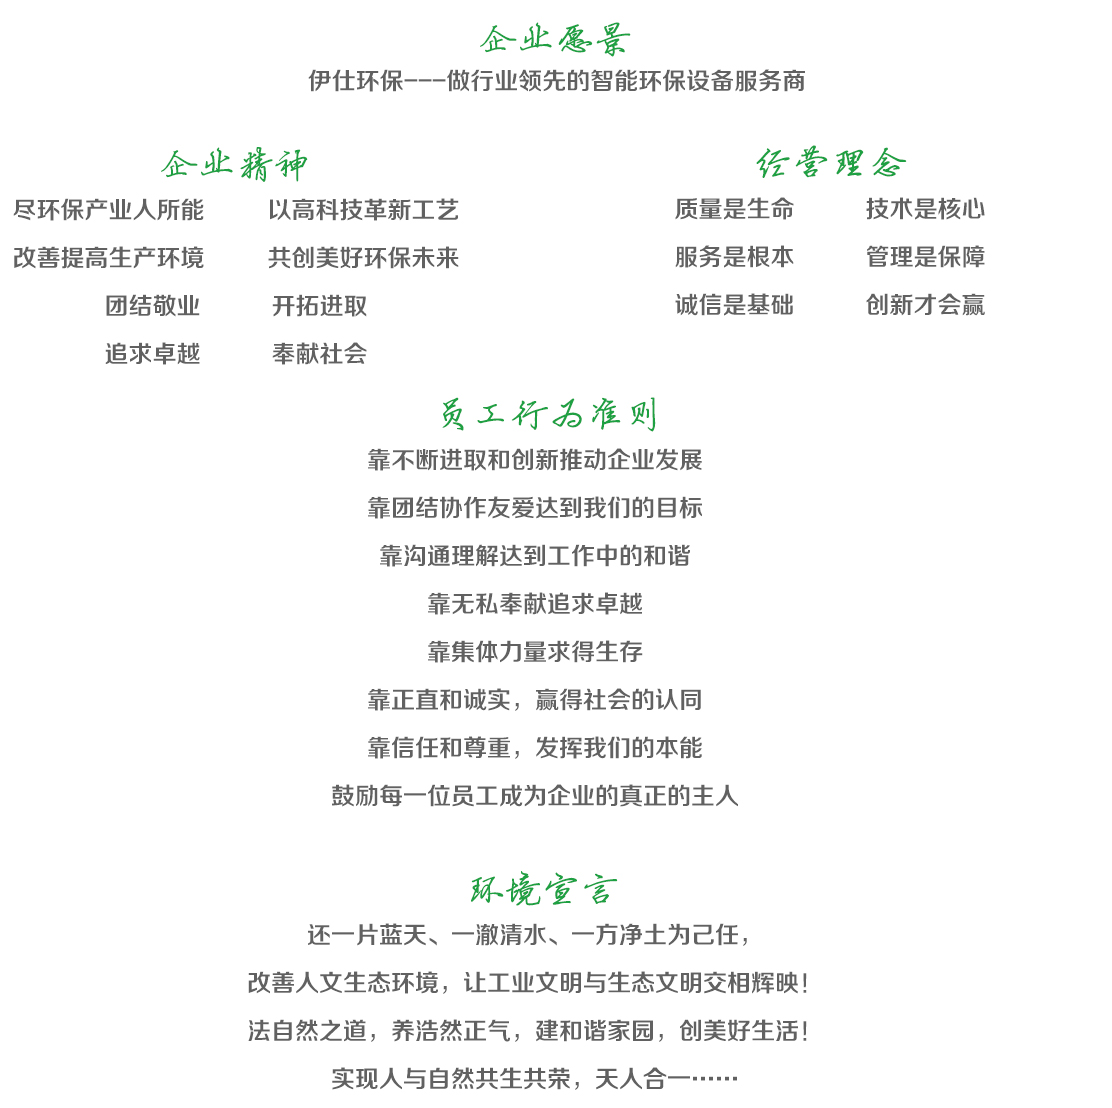 企业愿景
伊仕环保---做行业领先的智能环保设备服务商
企业精神
尽环保产业人所能 以高科技革新工艺
改善提高生产环境 共创美好环保未来
团结敬业 开拓进取
追求卓越 奉献社会
经营理念
质量是生命 技术是核心
服务是根本 管理是保障
诚信是基础 创新才会赢
员工行为准则
靠不断进取和创新推动企业发展
靠团结协作友爱达到我们的目标
靠沟通理解达到工作中的和谐
靠无私奉献追求卓越
靠集体力量求得生存
靠正直和诚实，赢得社会的认同
靠信任和尊重，发挥我们的本能
鼓励每一位员工成为企业的真正的主人
环境宣言
还一片蓝天、一澈清水、一方净土为己任，
改善人文生态环境，让工业文明与生态文明交相辉映！
法自然之道，养浩然正气，建和谐家园，创美好生活！
实现人与自然共生共荣，天人合一……